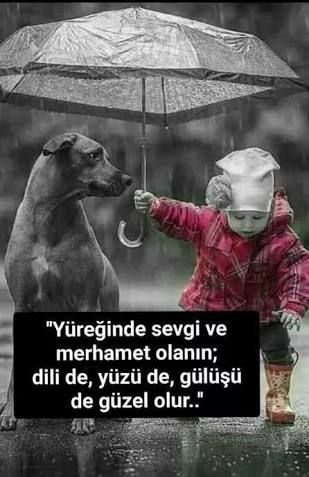 "Yüreğinde sevgi ve
merhamet olanın;
dili de, yüzü de, gülüşü
de güzel olur.."